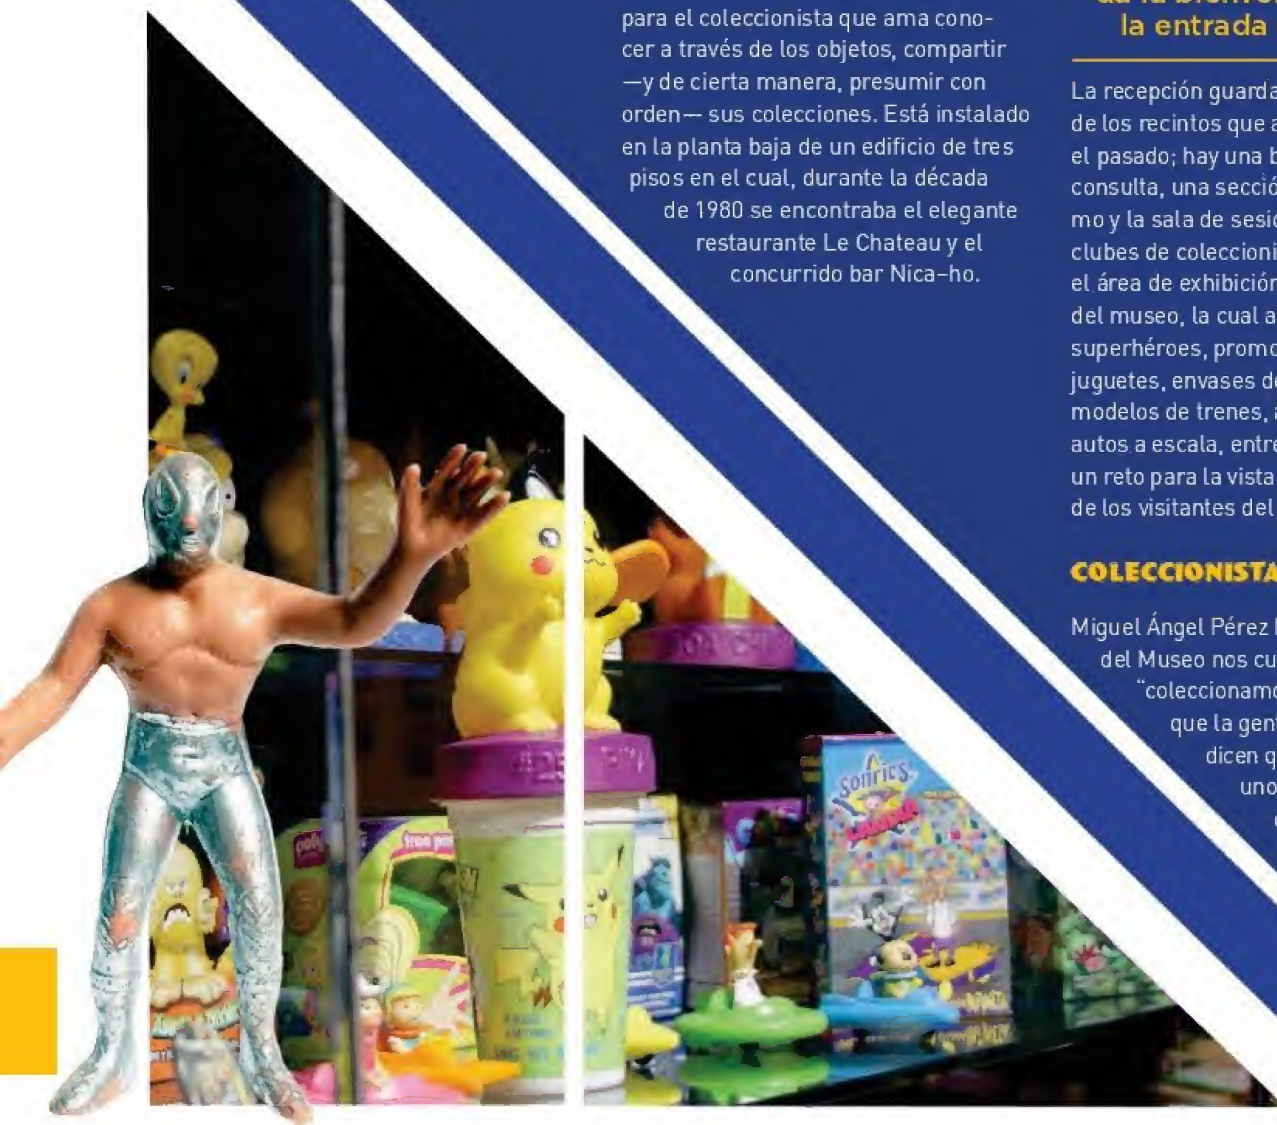 para el coleccionista que ama cono-
cer a través de los objetos, compartir
—y de cierta manera, presumir con
orden— sus colecciones. Está instalado
en la planta baja de un edificio de tres
pisos en el cual, durante la década
de 1980 se encontraba el elegante
restaurante Le Chateau y el
concurrido bar Nica-ho.
la entrada
La recepción guarda
de los recintos que a
el pasado; hay una b
consulta, una secció
mo y la sala de sesio
clubes de coleccioni
el área de exhibición
del museo, la cual a
superhéroes, promo
juguetes, envases de
modelos de trenes, a
autos a escala, entre
un reto para la vista
de los visitantes del
COLECCIONISTA
Miguel Ángel Pérez
del Museo nos cu
“coleccionamo
que la gen
dicen q
uno
sonrics
LANDIA